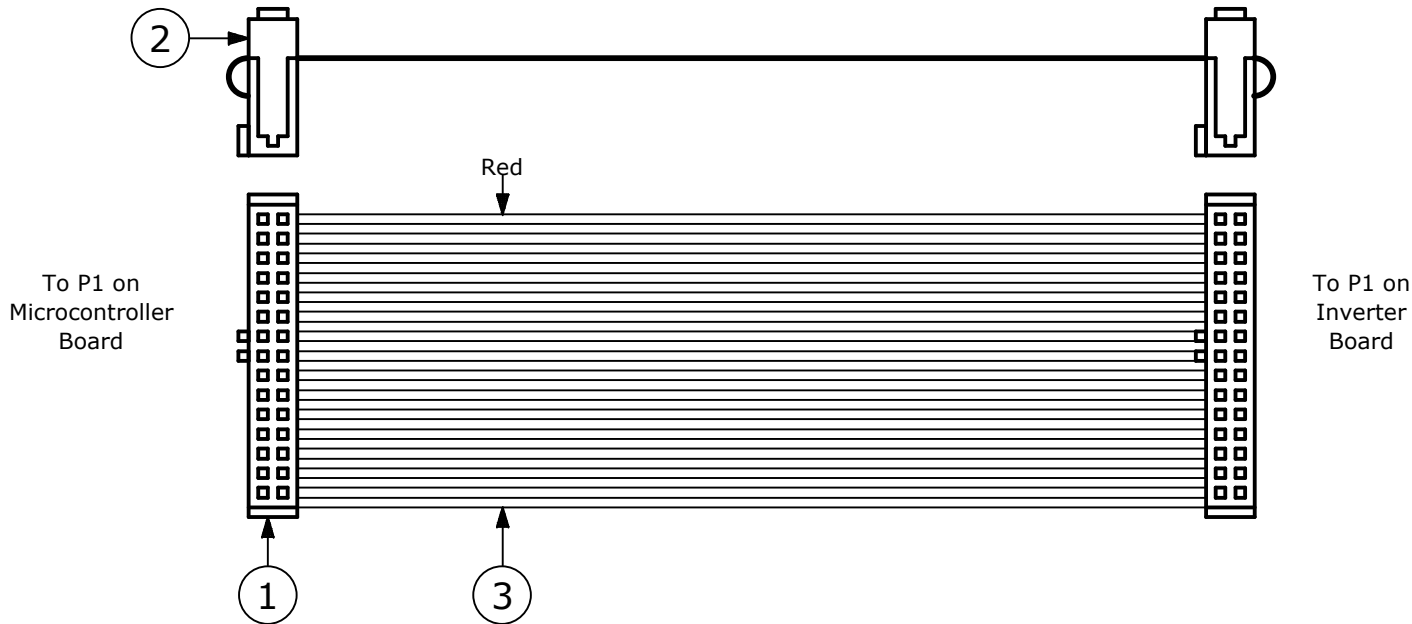 2
Red
To P1 on
Microcontroller
Board
To P1 on
Inverter
Board
1
3